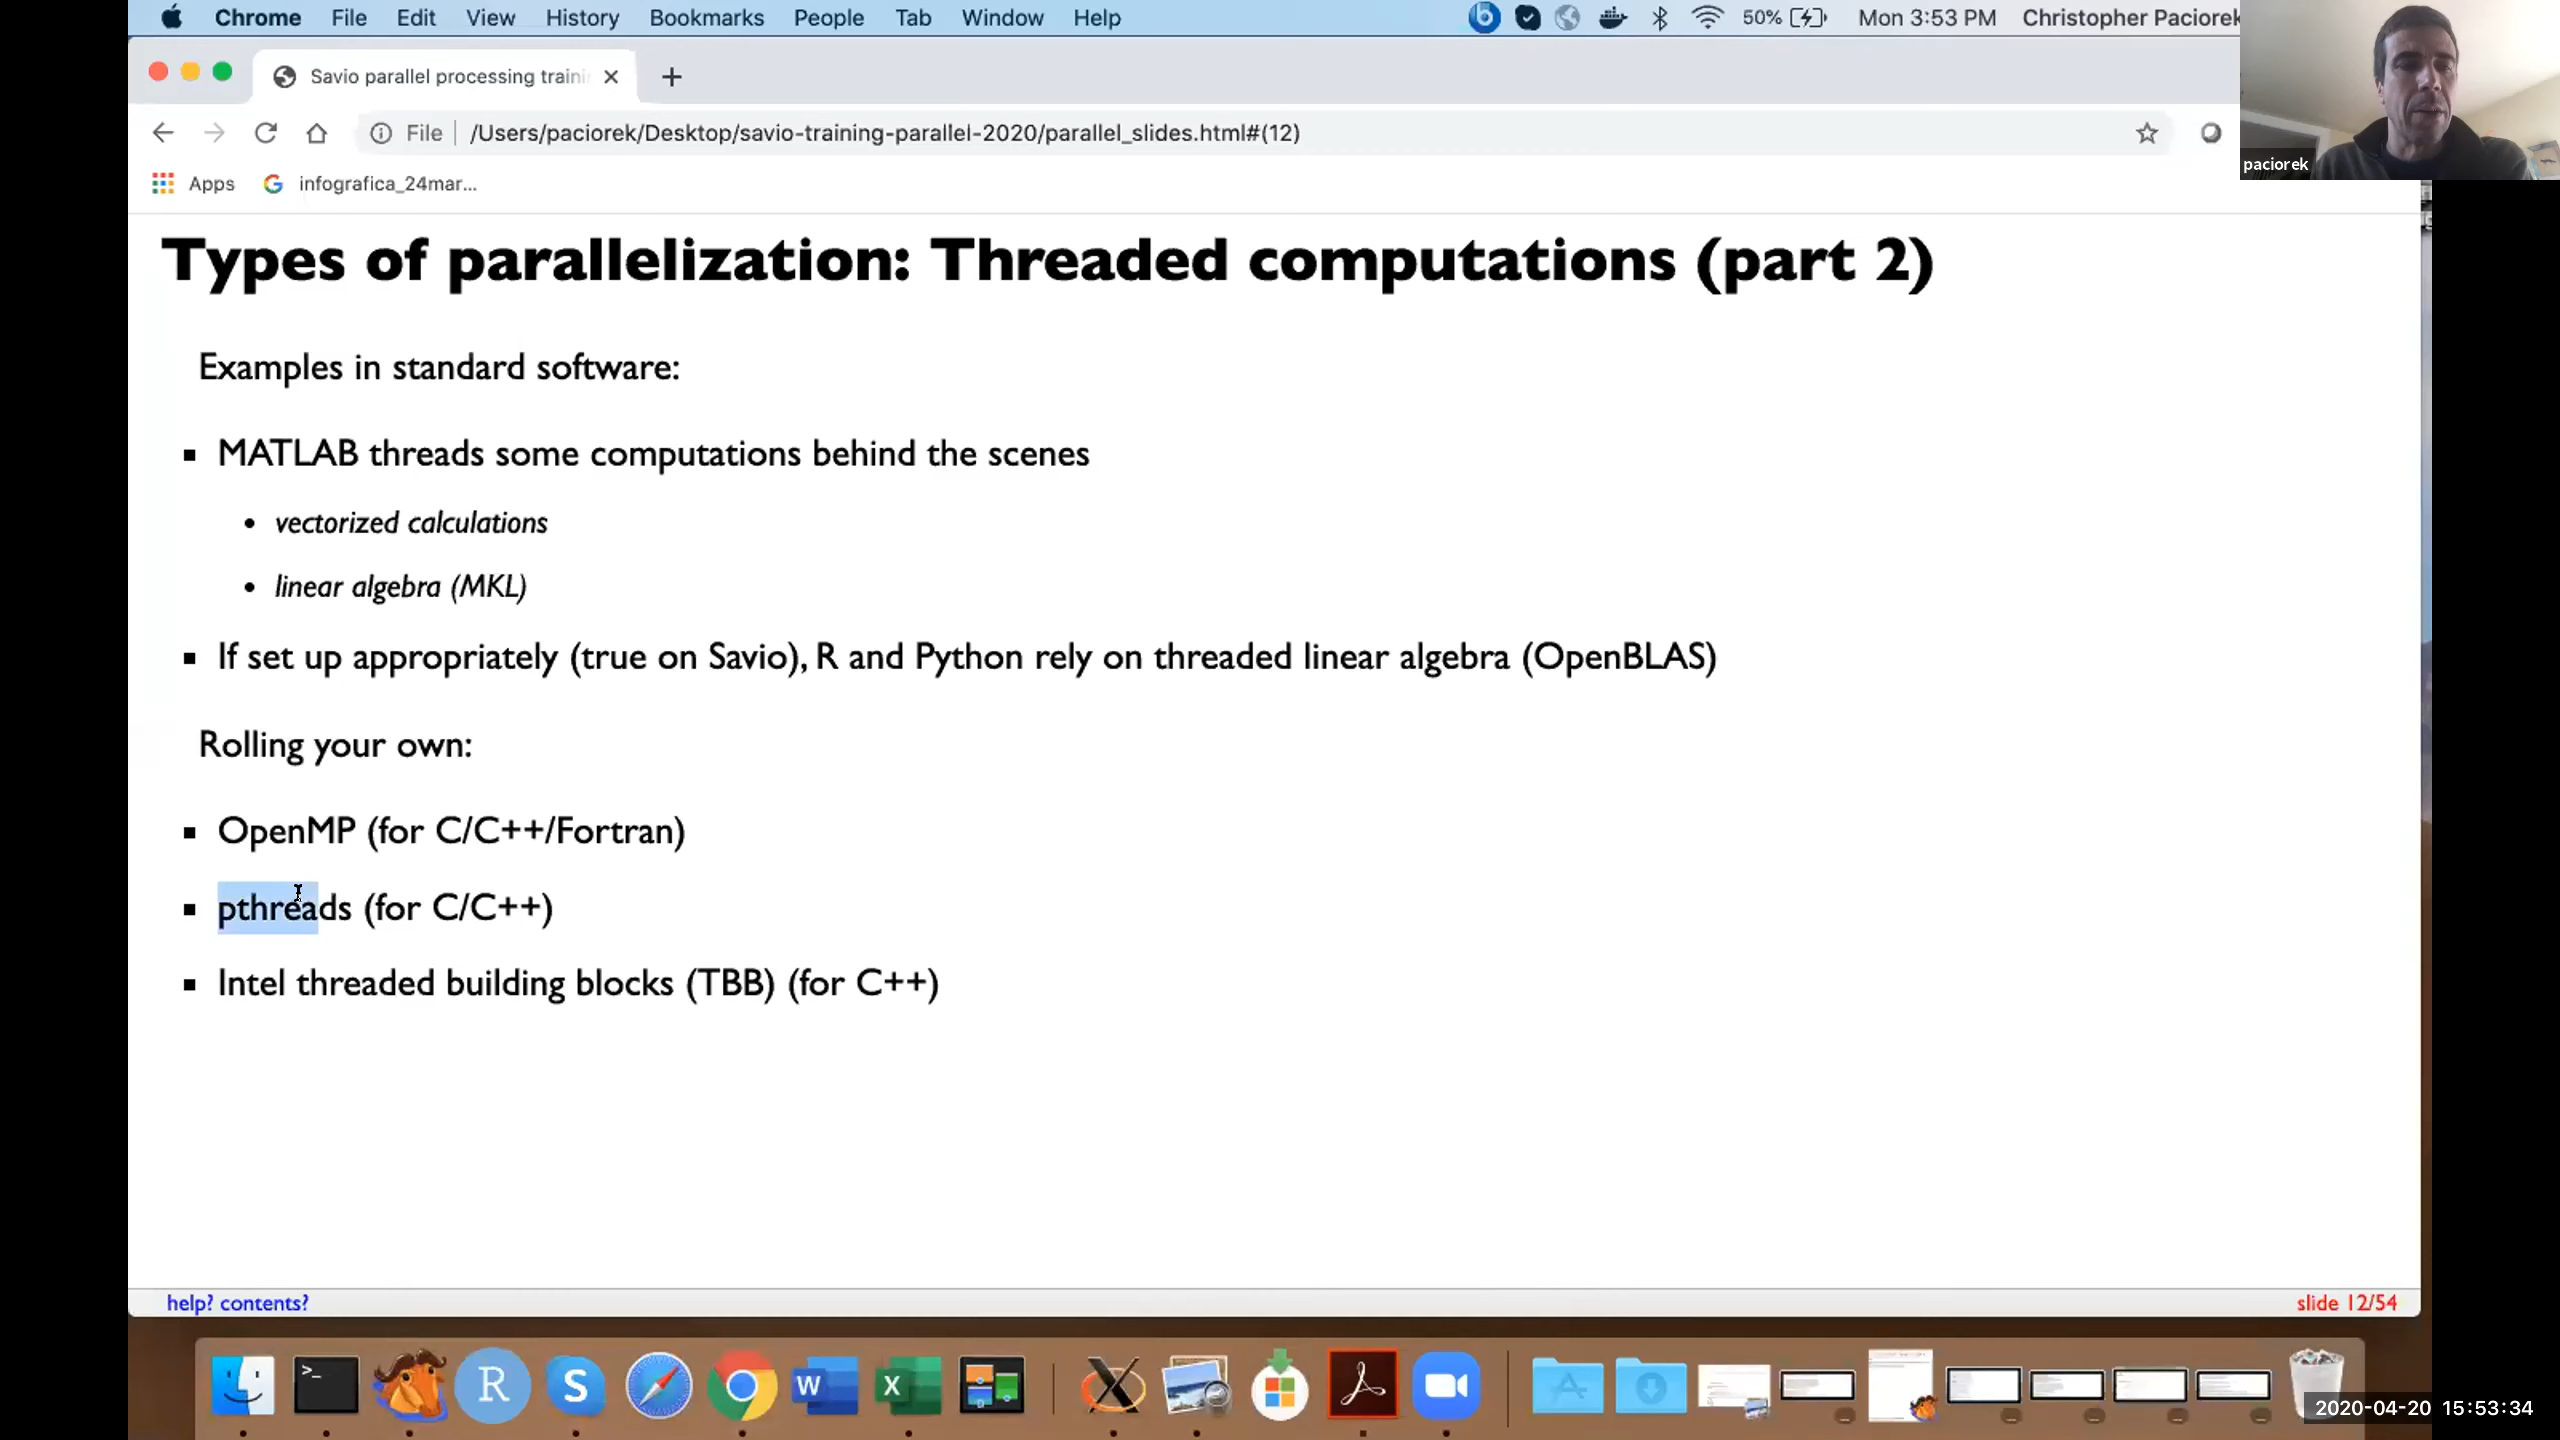 Chrome File Edit View History Bookmarks People Tab Window Help
50% Mon 3:53 PM Christopher Paciorek
Savio parallel processing traini
File /Users/paciorek/Desktop/savio-training-parallel-2020/parallel_slides.html#(12)
paciorek
Apps infografica_24mar...
Types of parallelization: Threaded computations (part 2)
Examples in standard software:
MATLAB threads some computations behind the scenes
vectorized calculations
linear algebra (MKL)
If set up appropriately (true on Savio), R and Python rely on threaded linear algebra (OpenBLAS)
Rolling your own:
OpenMP (for C/C++/Fortran)
pthreads (for C/C++)
Intel threaded building blocks (TBB) (for C++)
help? contents?
slide 12/54
2020-04-20 15:53:34